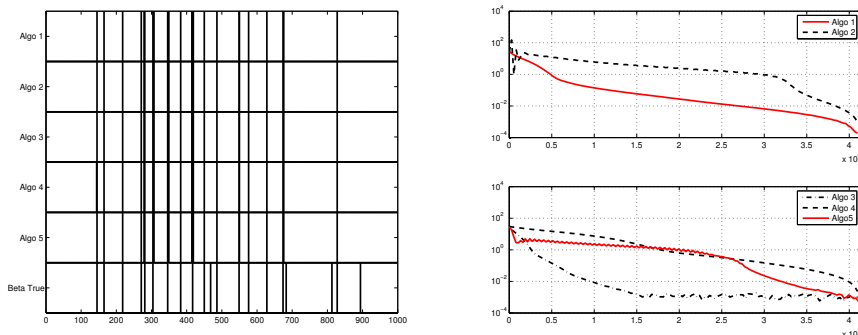 Algo 1
Algo 2
Algo 3
Algo 4
Algo 5
Beta True
0 100 200 300 400 500 600 700 800 900 1000
10^4
10^2
10^0
10^-2
10^-4
0 0.5 1 1.5 2 2.5 3 3.5 4
x 10
Algo 1
Algo 2
10^4
10^2
10^0
10^-2
10^-4
0 0.5 1 1.5 2 2.5 3 3.5 4
x 10
Algo 3
Algo 4
Algo5